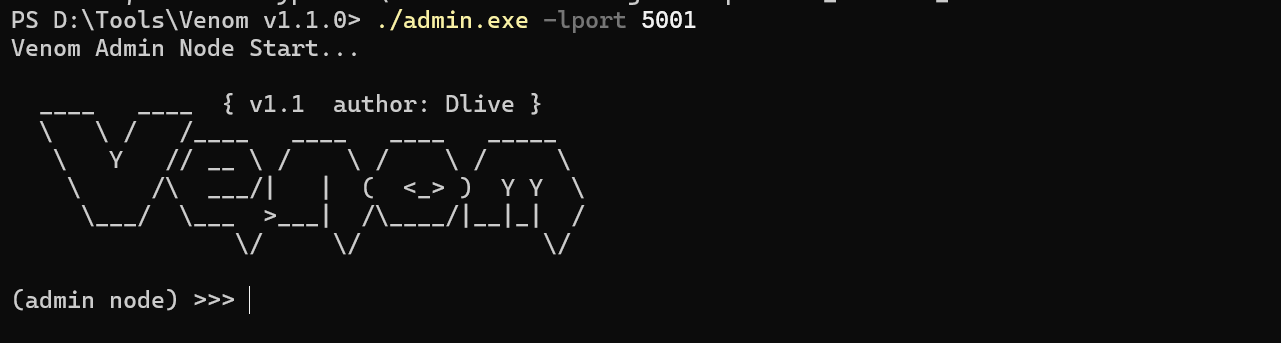 PS D:\Tools\Venom v1.1.0> ./admin.exe -lport 5001
Venom Admin Node Start...
  ____   ____  { v1.1  author: Dlive }
  \   \ /   /____   ____   ____   _____
   \   Y   // __ \ /    \ /    \ /     \
    \     /\  ___/|   |  (  <_> )  Y Y  \
     \___/  \___  >___|  /\____/|__|_|  /
                \/     \/             \/
(admin node) >>>